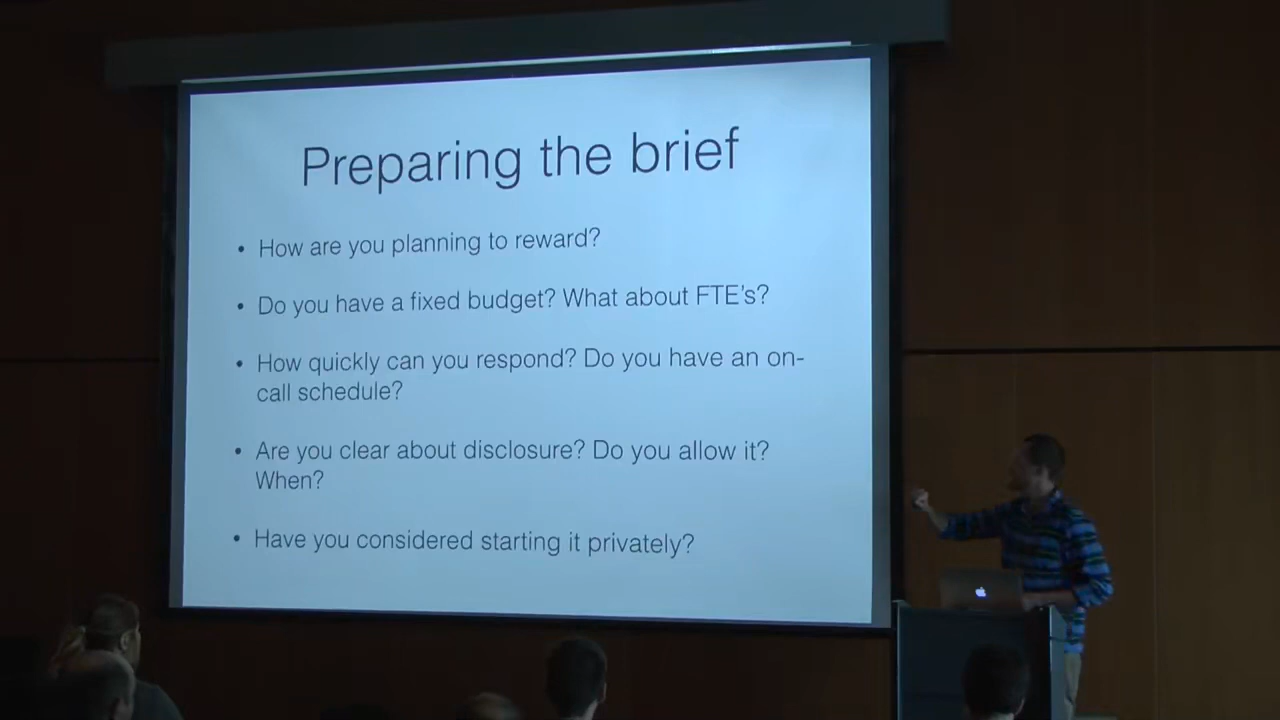 Preparing the brief
• How are you planning to reward?
• Do you have a fixed budget? What about FTE's?
• How quickly can you respond? Do you have an on-
call schedule?
• Are you clear about disclosure? Do you allow it?
When?
• Have you considered starting it privately?